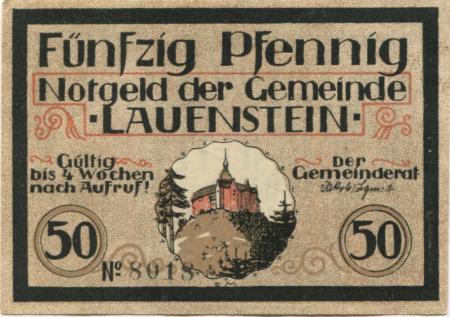 Fünfzig Pfennig
Notgeld der Gemeinde
· LAUENSTEIN ·
Gültig
bis 4 Wochen
nach Aufruf!
der
Gemeinderat
50
50
№ 8018